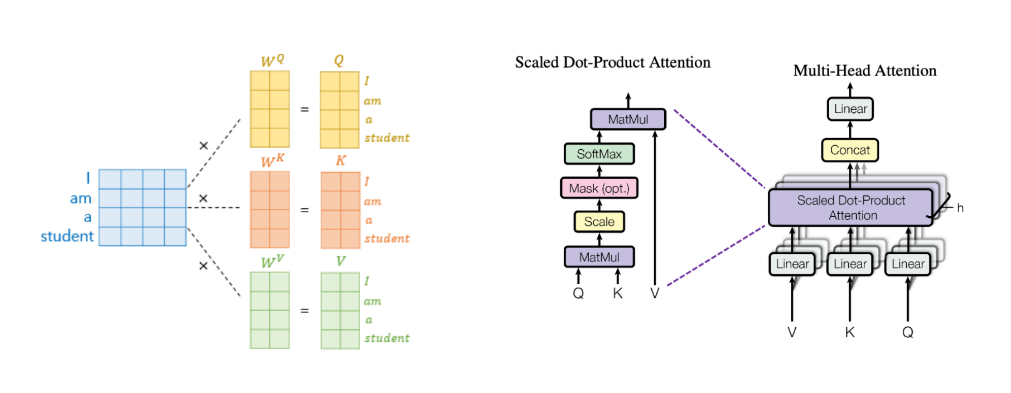 I
am
a
student
×
×
×
W^Q
=
Q
I
am
a
student
W^K
=
K
I
am
a
student
W^V
=
V
I
am
a
student
Scaled Dot-Product Attention
MatMul
SoftMax
Mask (opt.)
Scale
MatMul
Q K V
Multi-Head Attention
Linear
Concat
Scaled Dot-Product
Attention
h
Linear Linear Linear
V K Q